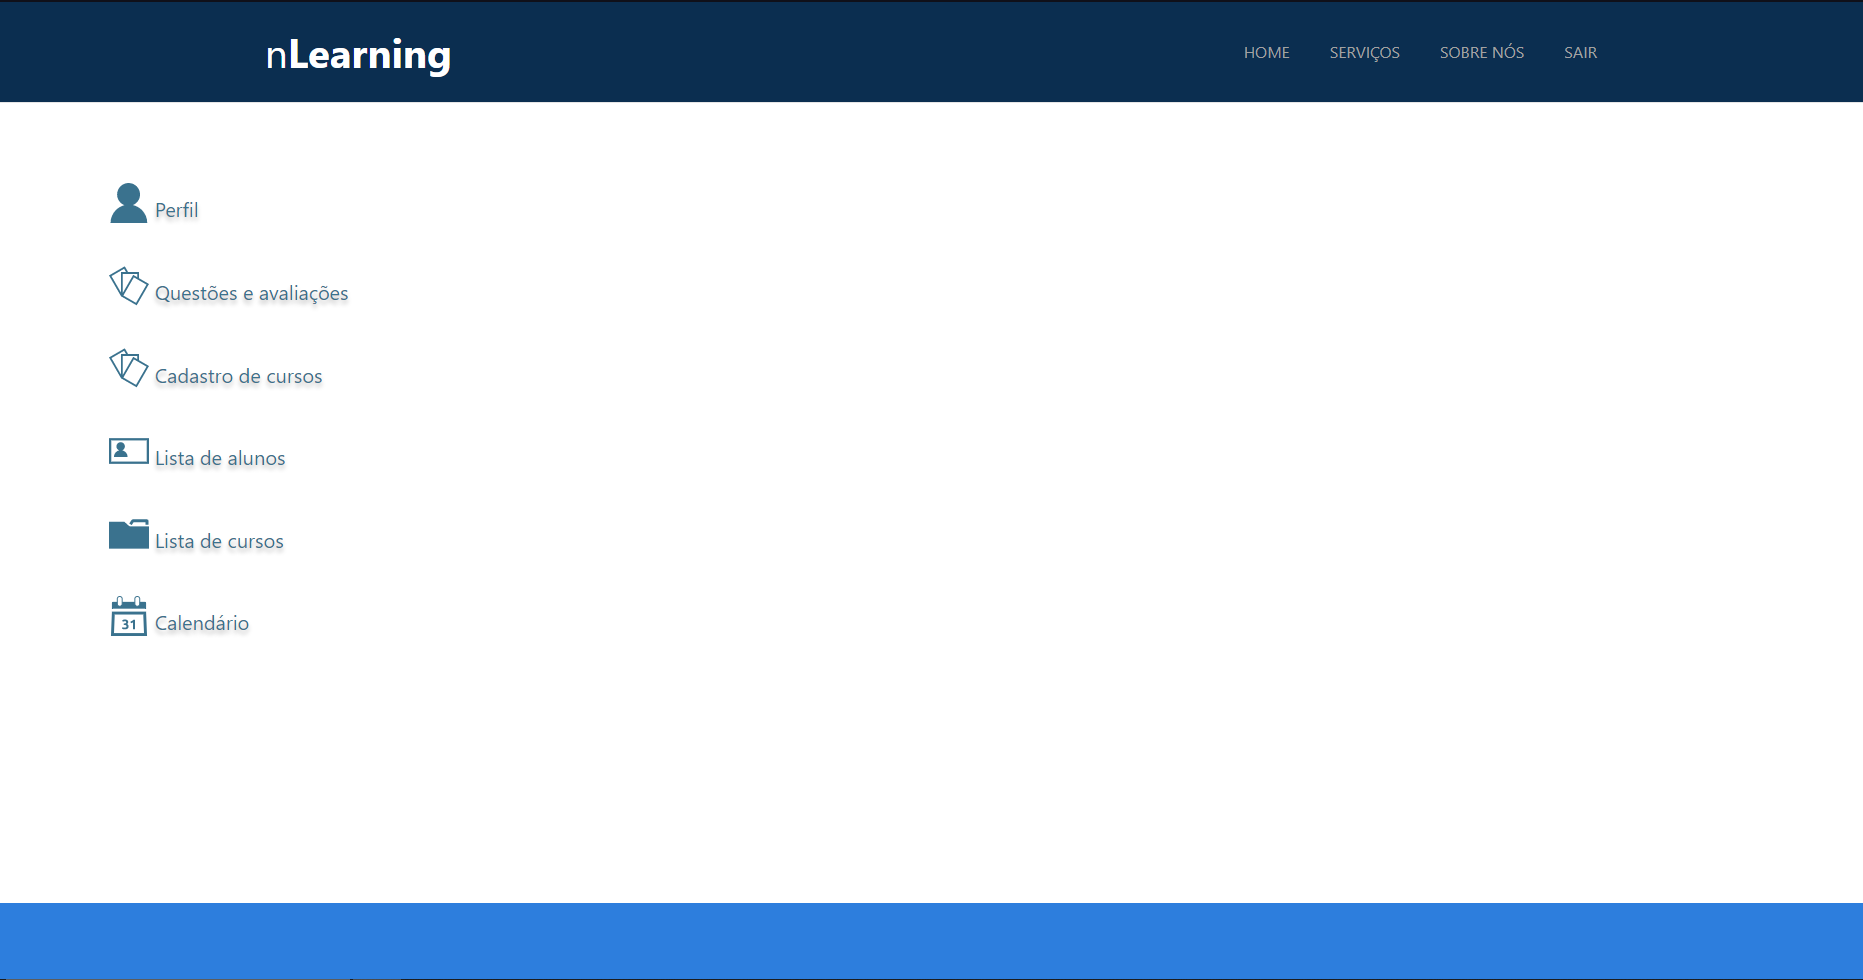 nLearning
HOME SERVIÇOS SOBRE NÓS SAIR
Perfil
Questões e avaliações
Cadastro de cursos
Lista de alunos
Lista de cursos
31 Calendário